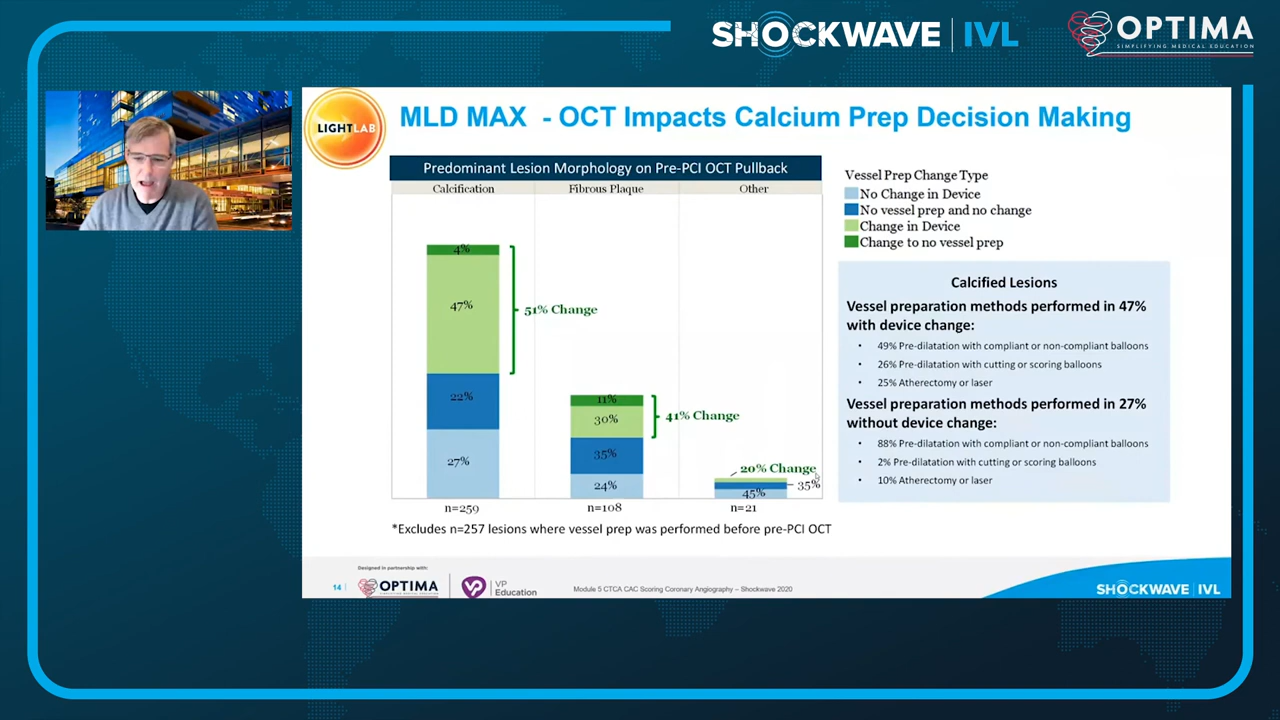 SHOCKWAVE | IVL
OPTIMA
SIMPLIFYING MEDICAL EDUCATION
LIGHTLAB
MLD MAX - OCT Impacts Calcium Prep Decision Making
Predominant Lesion Morphology on Pre-PCI OCT Pullback
Calcification Fibrous Plaque Other
4%
47%
51% Change
22%
27%
11%
30%
41% Change
35%
24%
20% Change
35%
45%
n=259 n=108 n=21
*Excludes n=257 lesions where vessel prep was performed before pre-PCI OCT
Vessel Prep Change Type
No Change in Device
No vessel prep and no change
Change in Device
Change to no vessel prep
Calcified Lesions
Vessel preparation methods performed in 47%
with device change:
• 49% Pre-dilatation with compliant or non-compliant balloons
• 26% Pre-dilatation with cutting or scoring balloons
• 25% Atherectomy or laser
Vessel preparation methods performed in 27%
without device change:
• 88% Pre-dilatation with compliant or non-compliant balloons
• 2% Pre-dilatation with cutting or scoring balloons
• 10% Atherectomy or laser
Designed in partnership with:
14 |
OPTIMA
VP
VP
Education
Module 5 CTCA CAC Scoring Coronary Angiography – Shockwave 2020
SHOCKWAVE | IVL